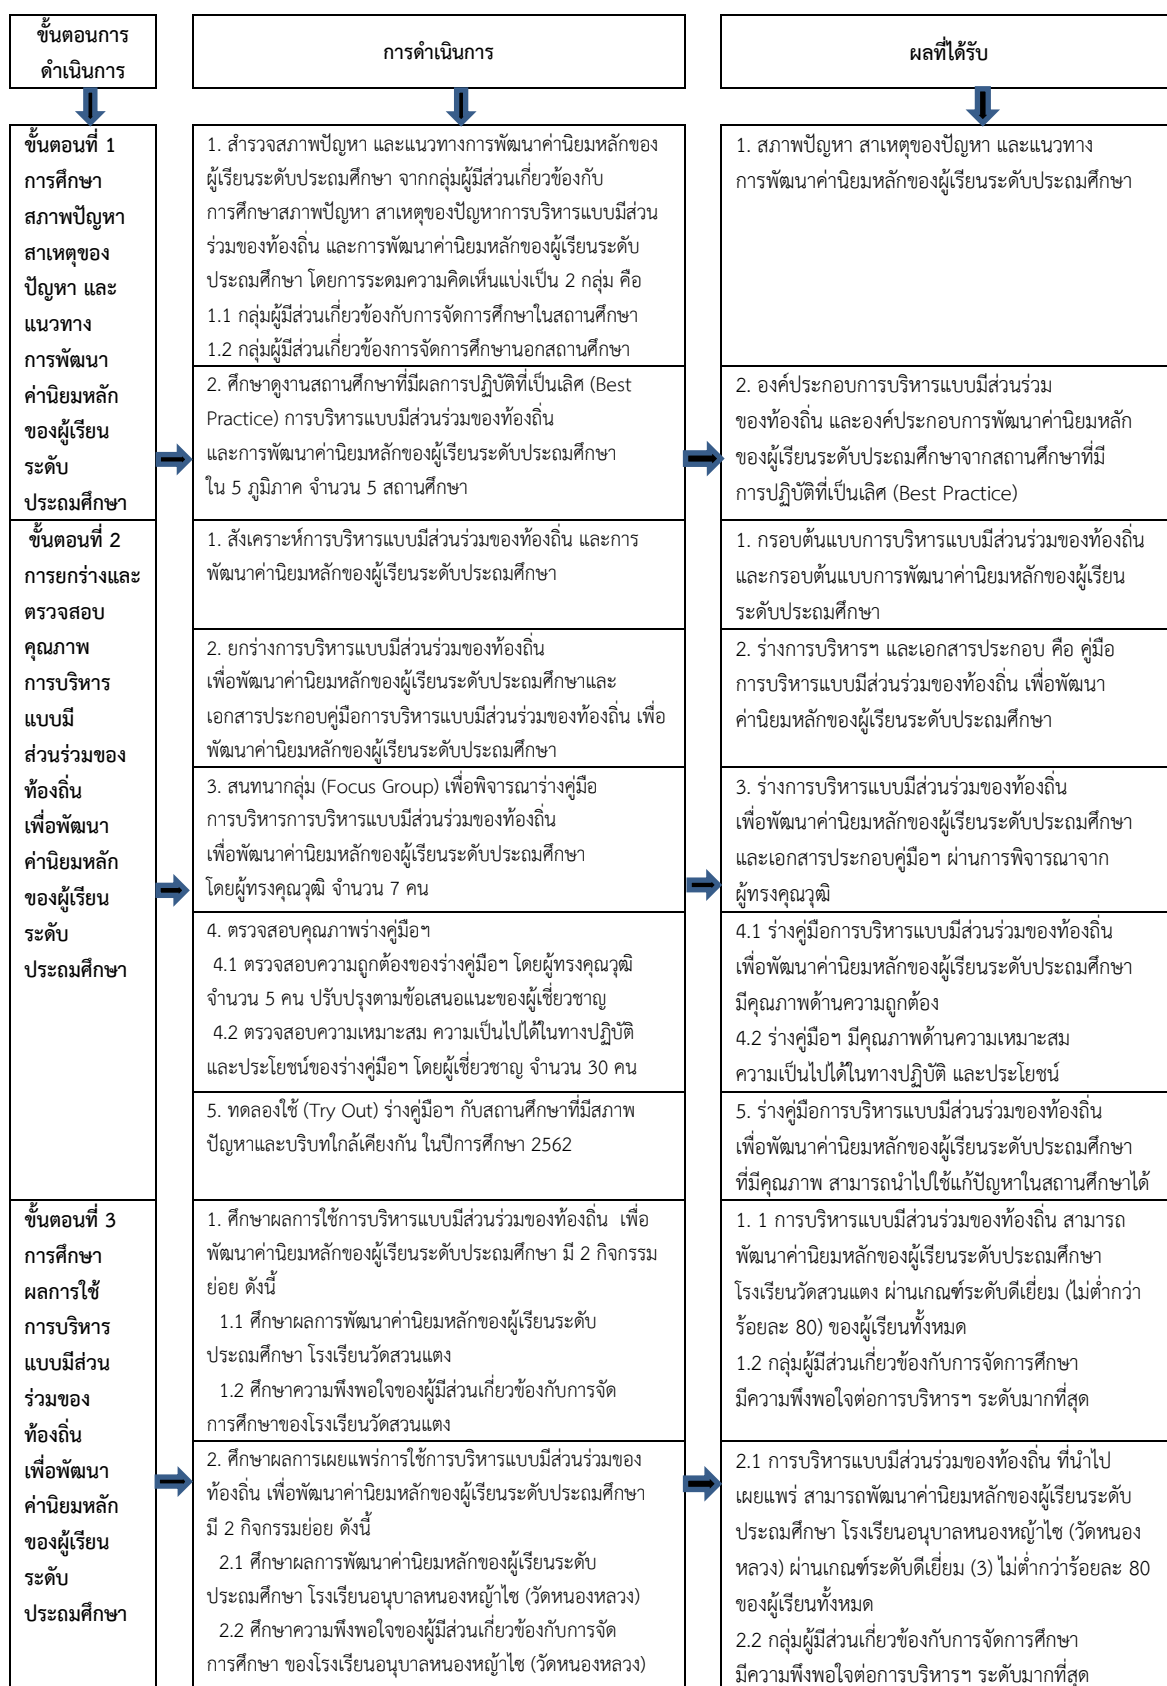 ขั้นตอนการ
ดำเนินการ
การดำเนินการ
ผลที่ได้รับ
ขั้นตอนที่ 1
การศึกษา
สภาพปัญหา
สาเหตุของ
ปัญหา และ
แนวทาง
การพัฒนา
ค่านิยมหลัก
ของผู้เรียน
ระดับ
ประถมศึกษา
1. สำรวจสภาพปัญหา และแนวทางการพัฒนาค่านิยมหลักของ
ผู้เรียนระดับประถมศึกษา จากกลุ่มผู้มีส่วนเกี่ยวข้องกับ
การศึกษาสภาพปัญหา สาเหตุของปัญหาการบริหารแบบมีส่วน
ร่วมของท้องถิ่น และการพัฒนาค่านิยมหลักของผู้เรียนระดับ
ประถมศึกษา โดยการระดมความคิดเห็นแบ่งเป็น 2 กลุ่ม คือ
1.1 กลุ่มผู้มีส่วนเกี่ยวข้องกับการจัดการศึกษาในสถานศึกษา
1.2 กลุ่มผู้มีส่วนเกี่ยวข้องการจัดการศึกษานอกสถานศึกษา
1. สภาพปัญหา สาเหตุของปัญหา และแนวทาง
การพัฒนาค่านิยมหลักของผู้เรียนระดับประถมศึกษา
2. ศึกษาดูงานสถานศึกษาที่มีผลการปฏิบัติที่เป็นเลิศ (Best
Practice) การบริหารแบบมีส่วนร่วมของท้องถิ่น
และการพัฒนาค่านิยมหลักของผู้เรียนระดับประถมศึกษา
ใน 5 ภูมิภาค จำนวน 5 สถานศึกษา
2. องค์ประกอบการบริหารแบบมีส่วนร่วม
ของท้องถิ่น และองค์ประกอบการพัฒนาค่านิยมหลัก
ของผู้เรียนระดับประถมศึกษาจากสถานศึกษาที่มี
การปฏิบัติที่เป็นเลิศ (Best Practice)
ขั้นตอนที่ 2
การยกร่างและ
ตรวจสอบ
คุณภาพ
การบริหาร
แบบมี
ส่วนร่วมของ
ท้องถิ่น
เพื่อพัฒนา
ค่านิยมหลัก
ของผู้เรียน
ระดับ
ประถมศึกษา
1. สังเคราะห์การบริหารแบบมีส่วนร่วมของท้องถิ่น และการ
พัฒนาค่านิยมหลักของผู้เรียนระดับประถมศึกษา
1. กรอบต้นแบบการบริหารแบบมีส่วนร่วมของท้องถิ่น
และกรอบต้นแบบการพัฒนาค่านิยมหลักของผู้เรียน
ระดับประถมศึกษา
2. ยกร่างการบริหารแบบมีส่วนร่วมของท้องถิ่น
เพื่อพัฒนาค่านิยมหลักของผู้เรียนระดับประถมศึกษาและ
เอกสารประกอบคู่มือการบริหารแบบมีส่วนร่วมของท้องถิ่น เพื่อ
พัฒนาค่านิยมหลักของผู้เรียนระดับประถมศึกษา
2. ร่างการบริหารฯ และเอกสารประกอบ คือ คู่มือ
การบริหารแบบมีส่วนร่วมของท้องถิ่น เพื่อพัฒนา
ค่านิยมหลักของผู้เรียนระดับประถมศึกษา
3. สนทนากลุ่ม (Focus Group) เพื่อพิจารณาร่างคู่มือ
การบริหารการบริหารแบบมีส่วนร่วมของท้องถิ่น
เพื่อพัฒนาค่านิยมหลักของผู้เรียนระดับประถมศึกษา
โดยผู้ทรงคุณวุฒิ จำนวน 7 คน
3. ร่างการบริหารแบบมีส่วนร่วมของท้องถิ่น
เพื่อพัฒนาค่านิยมหลักของผู้เรียนระดับประถมศึกษา
และเอกสารประกอบคู่มือฯ ผ่านการพิจารณาจาก
ผู้ทรงคุณวุฒิ
4. ตรวจสอบคุณภาพร่างคู่มือฯ
4.1 ตรวจสอบความถูกต้องของร่างคู่มือฯ โดยผู้ทรงคุณวุฒิ
จำนวน 5 คน ปรับปรุงตามข้อเสนอแนะของผู้เชี่ยวชาญ
4.2 ตรวจสอบความเหมาะสม ความเป็นไปได้ในทางปฏิบัติ
และประโยชน์ของร่างคู่มือฯ โดยผู้เชี่ยวชาญ จำนวน 30 คน
4.1 ร่างคู่มือการบริหารแบบมีส่วนร่วมของท้องถิ่น
เพื่อพัฒนาค่านิยมหลักของผู้เรียนระดับประถมศึกษา
มีคุณภาพด้านความถูกต้อง
4.2 ร่างคู่มือฯ มีคุณภาพด้านความเหมาะสม
ความเป็นไปได้ในทางปฏิบัติ และประโยชน์
5. ทดลองใช้ (Try Out) ร่างคู่มือฯ กับสถานศึกษาที่มีสภาพ
ปัญหาและบริบทใกล้เคียงกัน ในปีการศึกษา 2562
5. ร่างคู่มือการบริหารแบบมีส่วนร่วมของท้องถิ่น
เพื่อพัฒนาค่านิยมหลักของผู้เรียนระดับประถมศึกษา
ที่มีคุณภาพ สามารถนำไปใช้แก้ปัญหาในสถานศึกษาได้
ขั้นตอนที่ 3
การศึกษา
ผลการใช้
การบริหาร
แบบมีส่วน
ร่วมของ
ท้องถิ่น
เพื่อพัฒนา
ค่านิยมหลัก
ของผู้เรียน
ระดับ
ประถมศึกษา
1. ศึกษาผลการใช้การบริหารแบบมีส่วนร่วมของท้องถิ่น เพื่อ
พัฒนาค่านิยมหลักของผู้เรียนระดับประถมศึกษา มี 2 กิจกรรม
ย่อย ดังนี้
1.1 ศึกษาผลการพัฒนาค่านิยมหลักของผู้เรียนระดับ
ประถมศึกษา โรงเรียนวัดสวนแตง
1.2 ศึกษาความพึงพอใจของผู้มีส่วนเกี่ยวข้องกับการจัด
การศึกษาของโรงเรียนวัดสวนแตง
1. 1 การบริหารแบบมีส่วนร่วมของท้องถิ่น สามารถ
พัฒนาค่านิยมหลักของผู้เรียนระดับประถมศึกษา
โรงเรียนวัดสวนแตง ผ่านเกณฑ์ระดับดีเยี่ยม (ไม่ต่ำกว่า
ร้อยละ 80) ของผู้เรียนทั้งหมด
1.2 กลุ่มผู้มีส่วนเกี่ยวข้องกับการจัดการศึกษา
มีความพึงพอใจต่อการบริหารฯ ระดับมากที่สุด
2. ศึกษาผลการเผยแพร่การใช้การบริหารแบบมีส่วนร่วมของ
ท้องถิ่น เพื่อพัฒนาค่านิยมหลักของผู้เรียนระดับประถมศึกษา
มี 2 กิจกรรมย่อย ดังนี้
2.1 ศึกษาผลการพัฒนาค่านิยมหลักของผู้เรียนระดับ
ประถมศึกษา โรงเรียนอนุบาลหนองหญ้าไซ (วัดหนองหลวง)
2.2 ศึกษาความพึงพอใจของผู้มีส่วนเกี่ยวข้องกับการจัด
การศึกษา ของโรงเรียนอนุบาลหนองหญ้าไซ (วัดหนองหลวง)
2.1 การบริหารแบบมีส่วนร่วมของท้องถิ่น ที่นำไป
เผยแพร่ สามารถพัฒนาค่านิยมหลักของผู้เรียนระดับ
ประถมศึกษา โรงเรียนอนุบาลหนองหญ้าไซ (วัดหนอง
หลวง) ผ่านเกณฑ์ระดับดีเยี่ยม (3) ไม่ต่ำกว่าร้อยละ 80
ของผู้เรียนทั้งหมด
2.2 กลุ่มผู้มีส่วนเกี่ยวข้องกับการจัดการศึกษา
มีความพึงพอใจต่อการบริหารฯ ระดับมากที่สุด